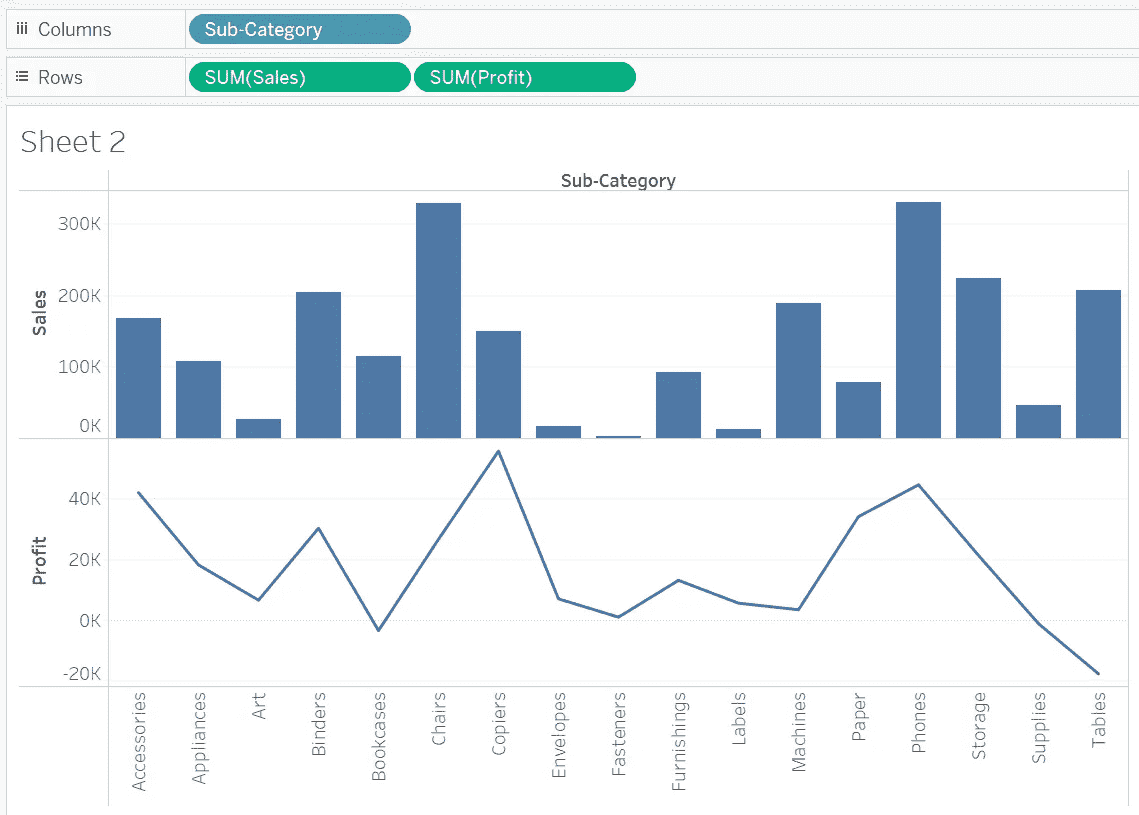 Columns Sub-Category
Rows SUM(Sales) SUM(Profit)
Sheet 2
Sub-Category
Sales
300K
200K
100K
0K
Profit
40K
20K
0K
-20K
Accessories
Appliances
Art
Binders
Bookcases
Chairs
Copiers
Envelopes
Fasteners
Furnishings
Labels
Machines
Paper
Phones
Storage
Supplies
Tables